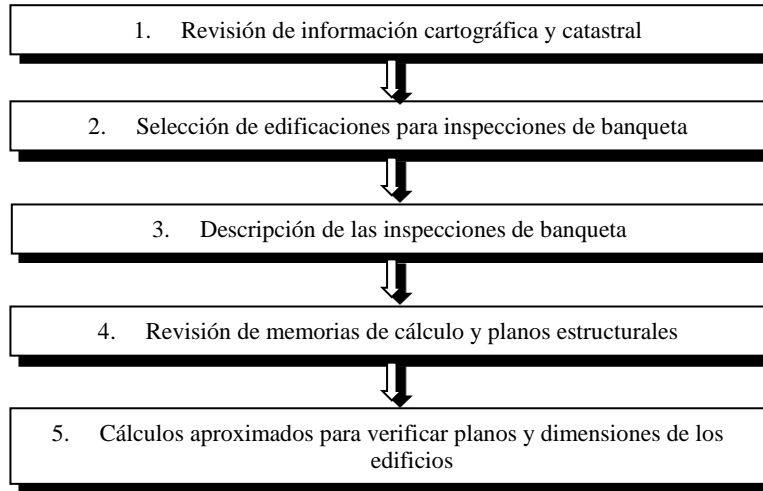 1. Revisión de información cartográfica y catastral
2. Selección de edificaciones para inspecciones de banqueta
3. Descripción de las inspecciones de banqueta
4. Revisión de memorias de cálculo y planos estructurales
5. Cálculos aproximados para verificar planos y dimensiones de los
edificios